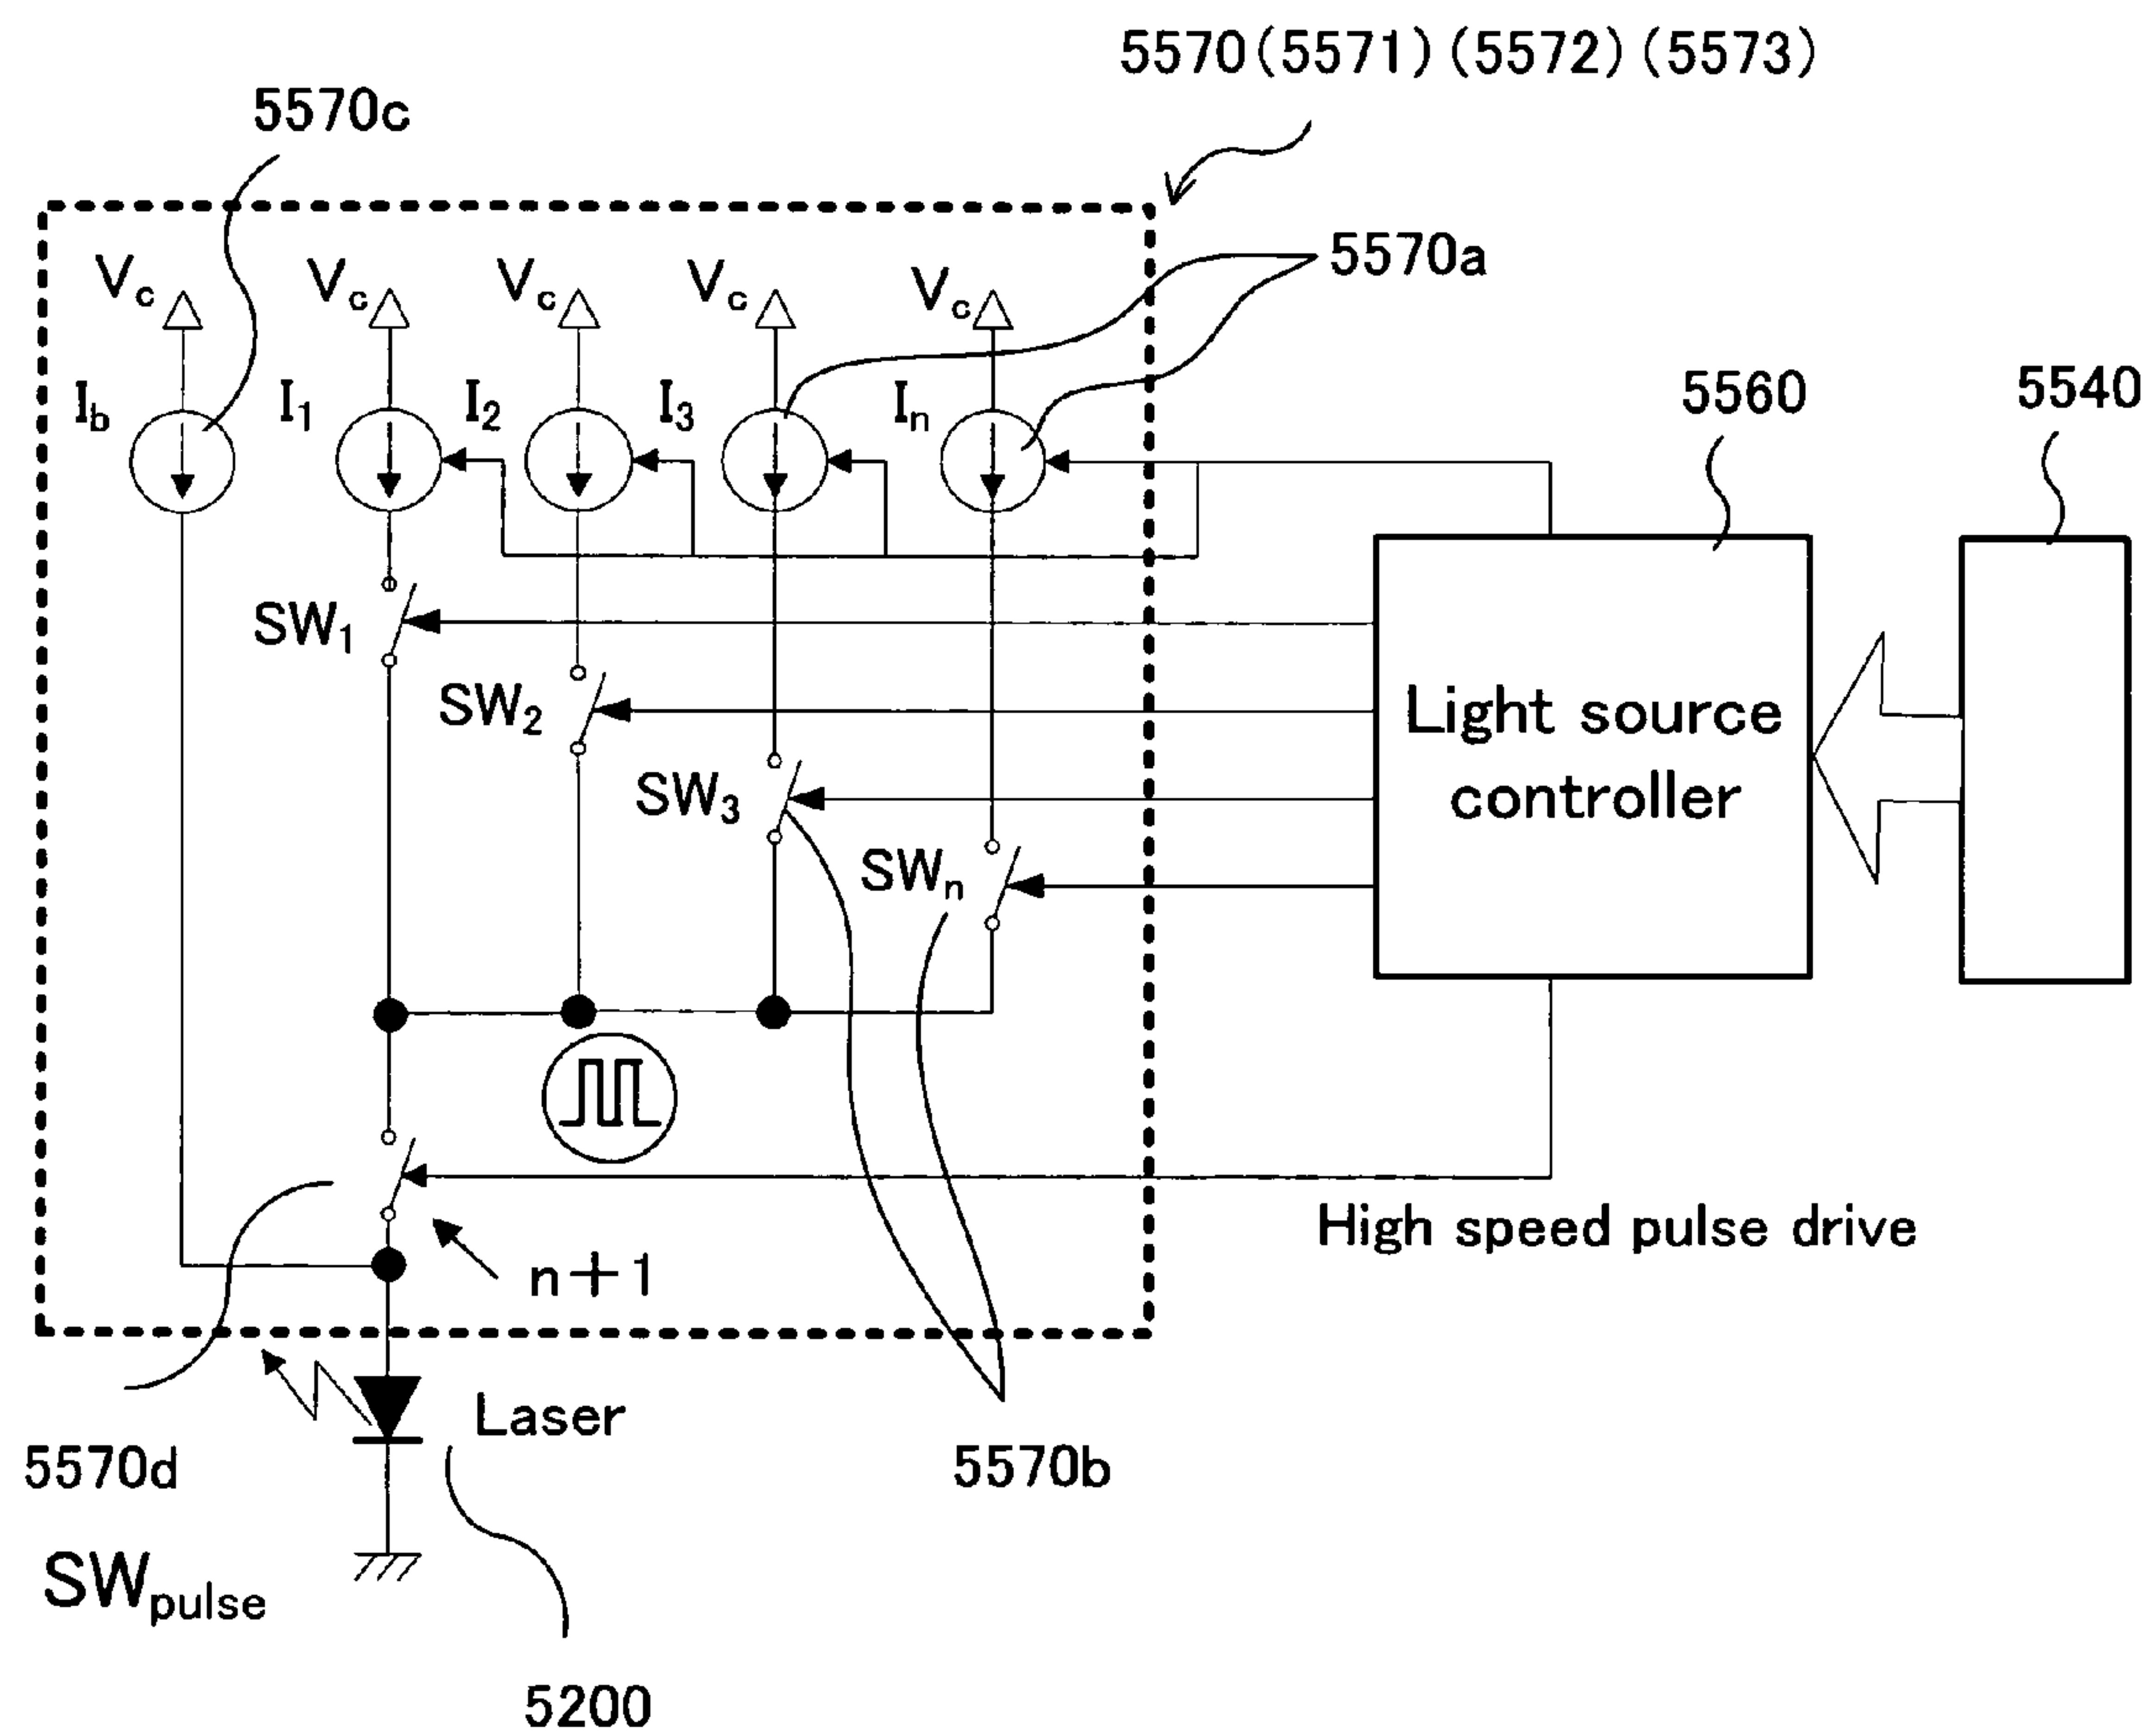 5570(5571)(5572)(5573)
5570c
5570a
Vc Vc Vc Vc Vc
Ib I1 I2 I3 In
5560
5540
SW1
SW2
SW3
SWn
Light source
controller
n+1
High speed pulse drive
Laser
5570d
5570b
SWpulse
5200